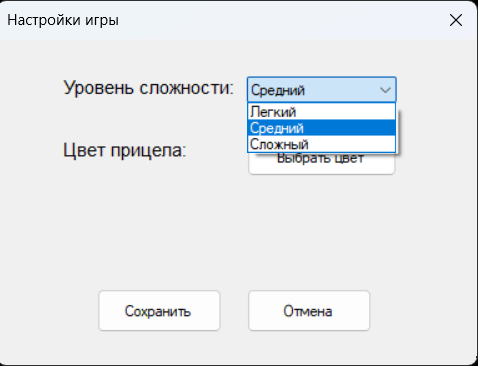 Настройки игры
Уровень сложности: Средний
Легкий
Средний
Сложный
Цвет прицела: Выбрать цвет
Сохранить Отмена